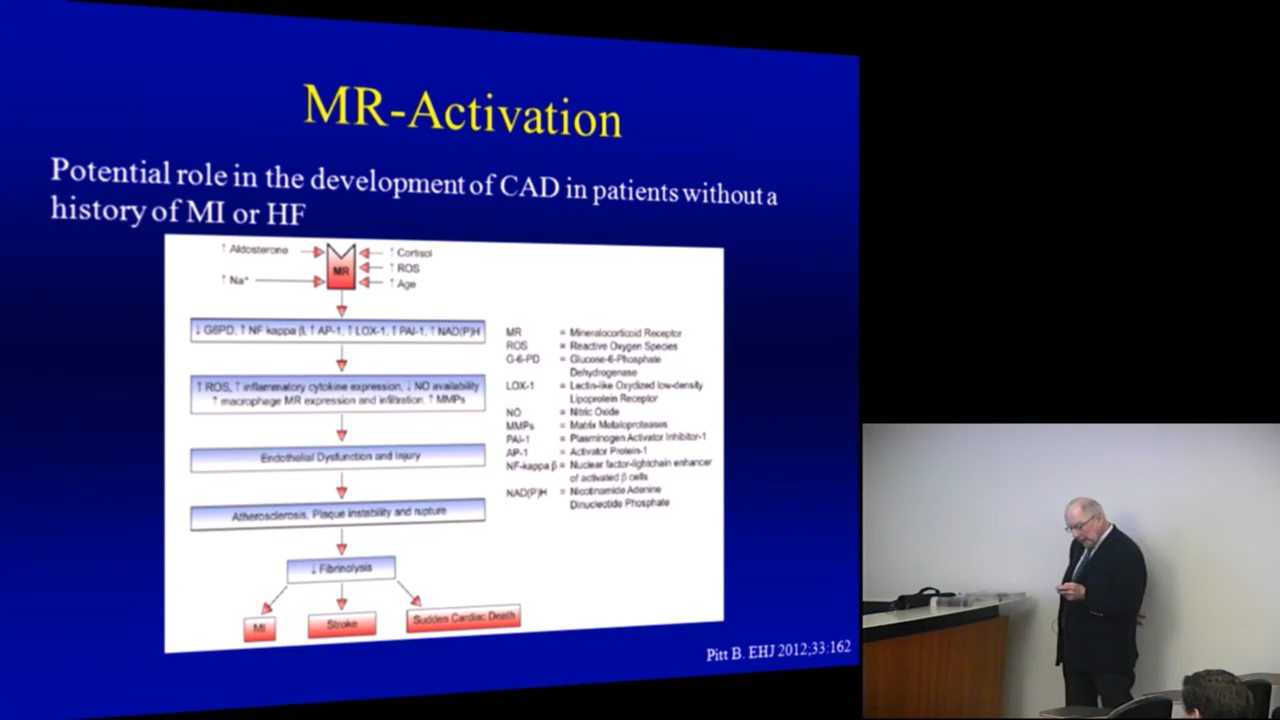 MR-Activation
Potential role in the development of CAD in patients without a
history of MI or HF
↑ Aldosterone
↑ Cortisol
MR
↑ ROS
↑ Na⁺
↑ Age
↓ G6PD, ↑ NF kappa β, ↑ AP-1, ↑ LOX-1, ↑ PAI-1, ↑ NAD(P)H
↑ ROS, ↑ inflammatory cytokine expression, ↓ NO availability
↑ macrophage MR expression and infiltration, ↑ MMPs
Endothelial Dysfunction and Injury
Atherosclerosis, Plaque instability and rupture
↓ Fibrinolysis
MI
Stroke
Sudden Cardiac Death
MR = Mineralocorticoid Receptor
ROS = Reactive Oxygen Species
G-6-PD = Glucose-6-Phosphate
Dehydrogenase
LOX-1 = Lectin-like Oxydized low-density
Lipoprotein Receptor
NO = Nitric Oxide
MMPs = Matrix Metaloproteases
PAI-1 = Plasminogen Activator Inhibitor-1
AP-1 = Activator Protein-1
NF-kappa β = Nuclear factor-lightchain enhancer
of activated β cells
NAD(P)H = Nicotinamide Adenine
Dinucleotide Phosphate
Pitt B. EHJ 2012;33:162